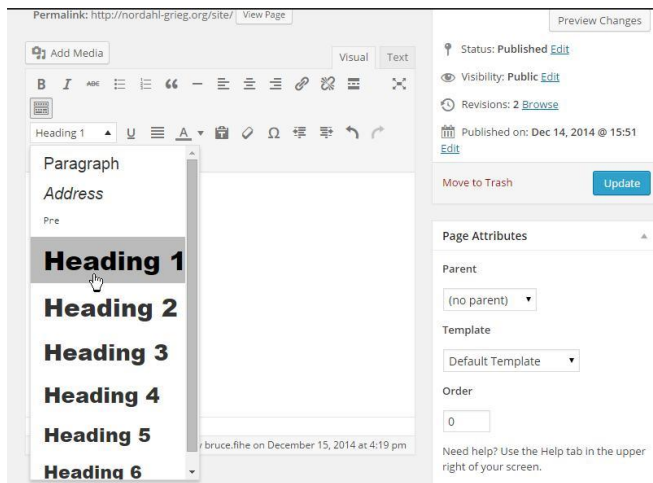 Permalink: http://nordahl-grieg.org/site/ View Page
Add Media
Visual Text
B I ABE
Heading 1 U A Ω
Paragraph
Address
Pre
Heading 1
Heading 2
Heading 3
Heading 4
Heading 5
Heading 6
bruce.fihe on December 15, 2014 at 4:19 pm
Preview Changes
Status: Published Edit
Visibility: Public Edit
Revisions: 2 Browse
Published on: Dec 14, 2014 @ 15:51
Edit
Move to Trash Update
Page Attributes
Parent
(no parent)
Template
Default Template
Order
0
Need help? Use the Help tab in the upper
right of your screen.